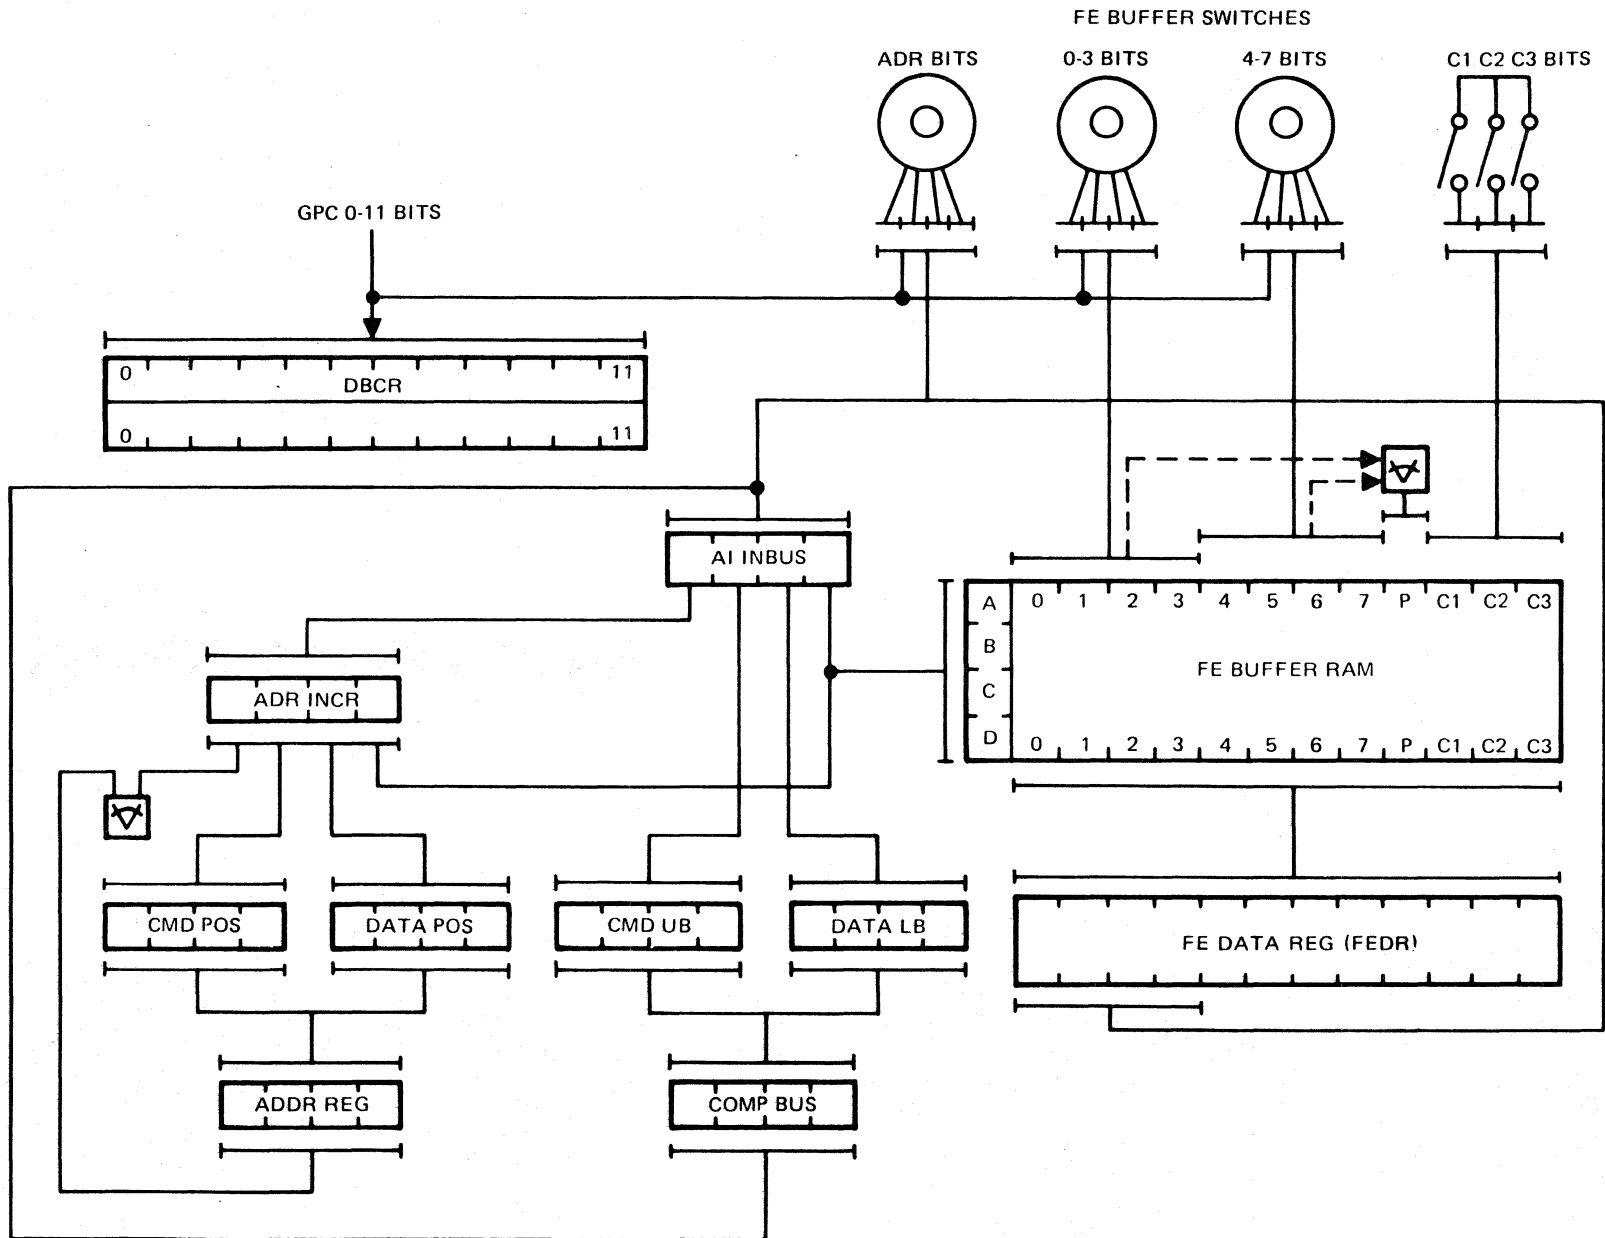 FE BUFFER SWITCHES
ADR BITS 0-3 BITS 4-7 BITS C1 C2 C3 BITS
GPC 0-11 BITS
0 11
DBCR
0 11
AI INBUS
A 0 1 2 3 4 5 6 7 P C1 C2 C3
B
FE BUFFER RAM
C
D 0 1 2 3 4 5 6 7 P C1 C2 C3
ADR INCR
CMD POS DATA POS CMD UB DATA LB
FE DATA REG (FEDR)
ADDR REG COMP BUS